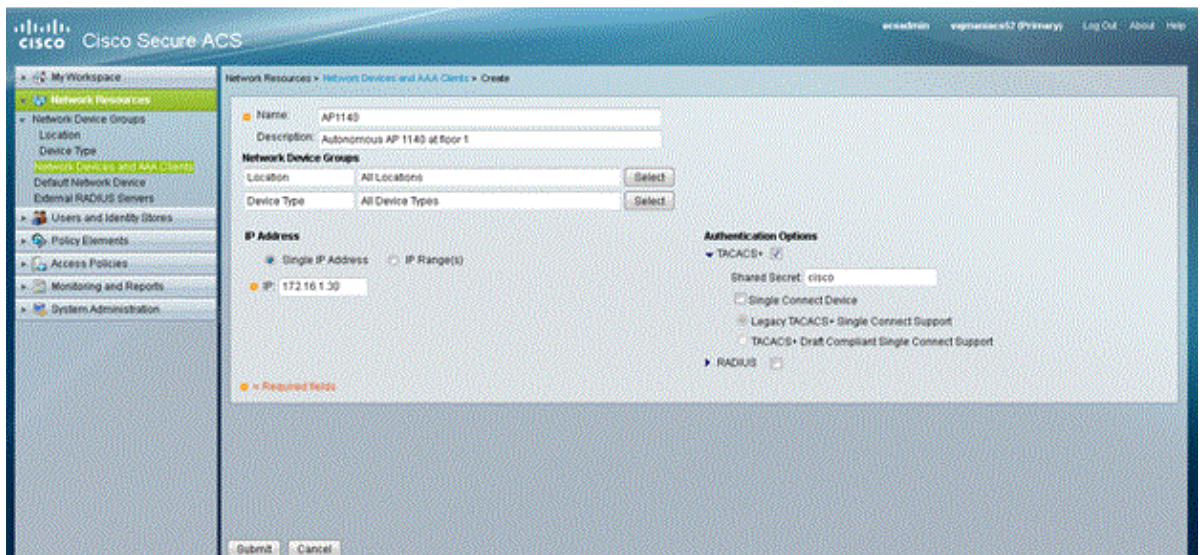 cisco Cisco Secure ACS
acsadmin (Primary) Log Out About Help
My Workspace
Network Resources
Network Device Groups
Location
Device Type
Network Devices and AAA Clients
Default Network Device
External RADIUS Servers
Users and Identity Stores
Policy Elements
Access Policies
Monitoring and Reports
System Administration
Network Resources > Network Devices and AAA Clients > Create
Name: AP1140
Description: Autonomous AP 1140 at floor 1
Network Device Groups
Location All Locations Select
Device Type All Device Types Select
IP Address
Single IP Address IP Range(s)
IP: 172.16.1.30
Authentication Options
TACACS+
Shared Secret: cisco
Single Connect Device
Legacy TACACS+ Single Connect Support
TACACS+ Draft Compliant Single Connect Support
RADIUS
= Required fields
Submit Cancel